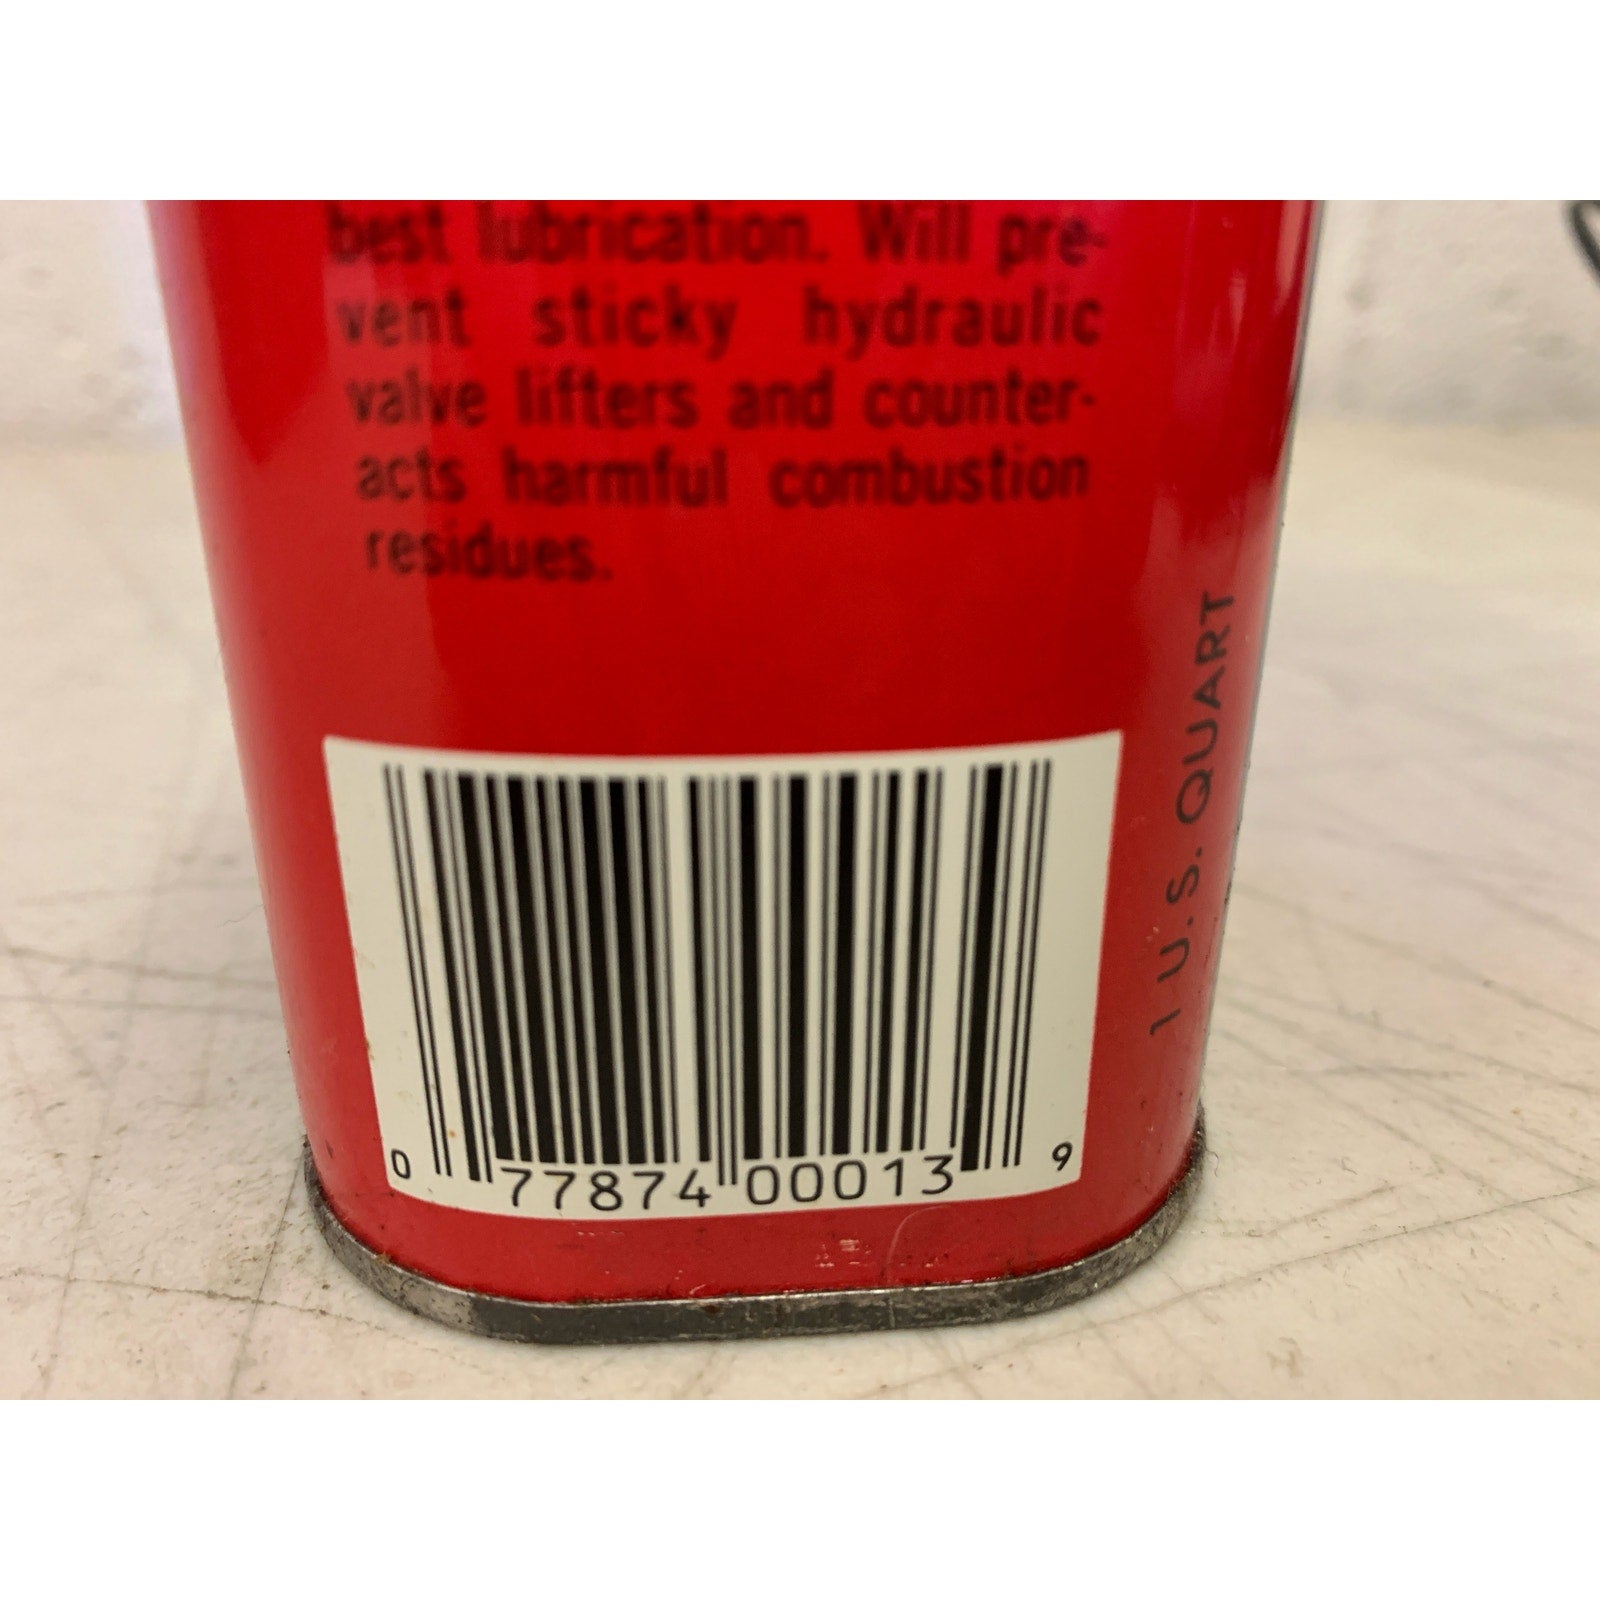 best lubrication. Will pre-
vent sticky hydraulic
valve lifters and counter-
acts harmful combustion
residues.
1 U.S. QUART
0 77874 00013 9